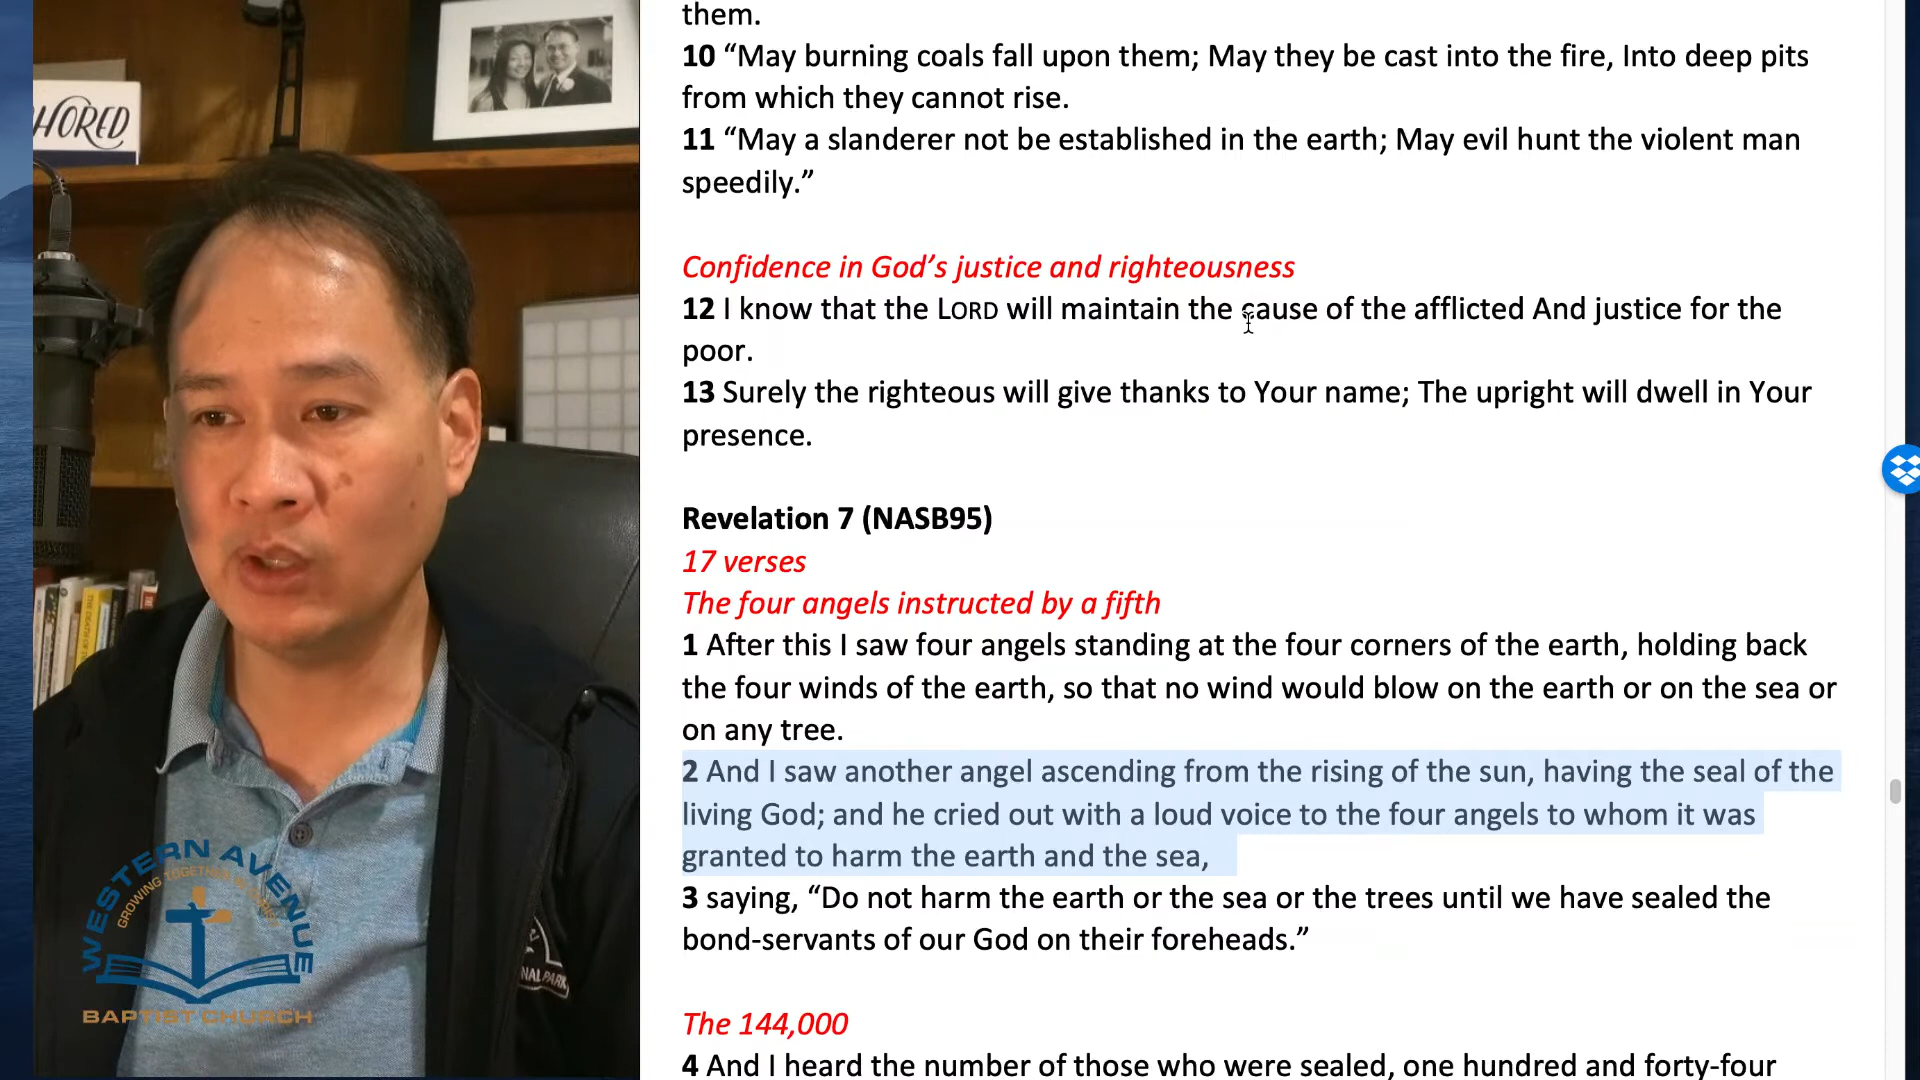 HORED
them.
10 “May burning coals fall upon them; May they be cast into the fire, Into deep pits
from which they cannot rise.
11 “May a slanderer not be established in the earth; May evil hunt the violent man
speedily.”
Confidence in God’s justice and righteousness
12 I know that the LORD will maintain the cause of the afflicted And justice for the
poor.
13 Surely the righteous will give thanks to Your name; The upright will dwell in Your
presence.
Revelation 7 (NASB95)
17 verses
The four angels instructed by a fifth
1 After this I saw four angels standing at the four corners of the earth, holding back
the four winds of the earth, so that no wind would blow on the earth or on the sea or
on any tree.
2 And I saw another angel ascending from the rising of the sun, having the seal of the
living God; and he cried out with a loud voice to the four angels to whom it was
granted to harm the earth and the sea,
3 saying, “Do not harm the earth or the sea or the trees until we have sealed the
bond-servants of our God on their foreheads.”
The 144,000
4 And I heard the number of those who were sealed, one hundred and forty-four
WESTERN AVENUE
GROWING TOGETHER
BAPTIST CHURCH
NAL PARK